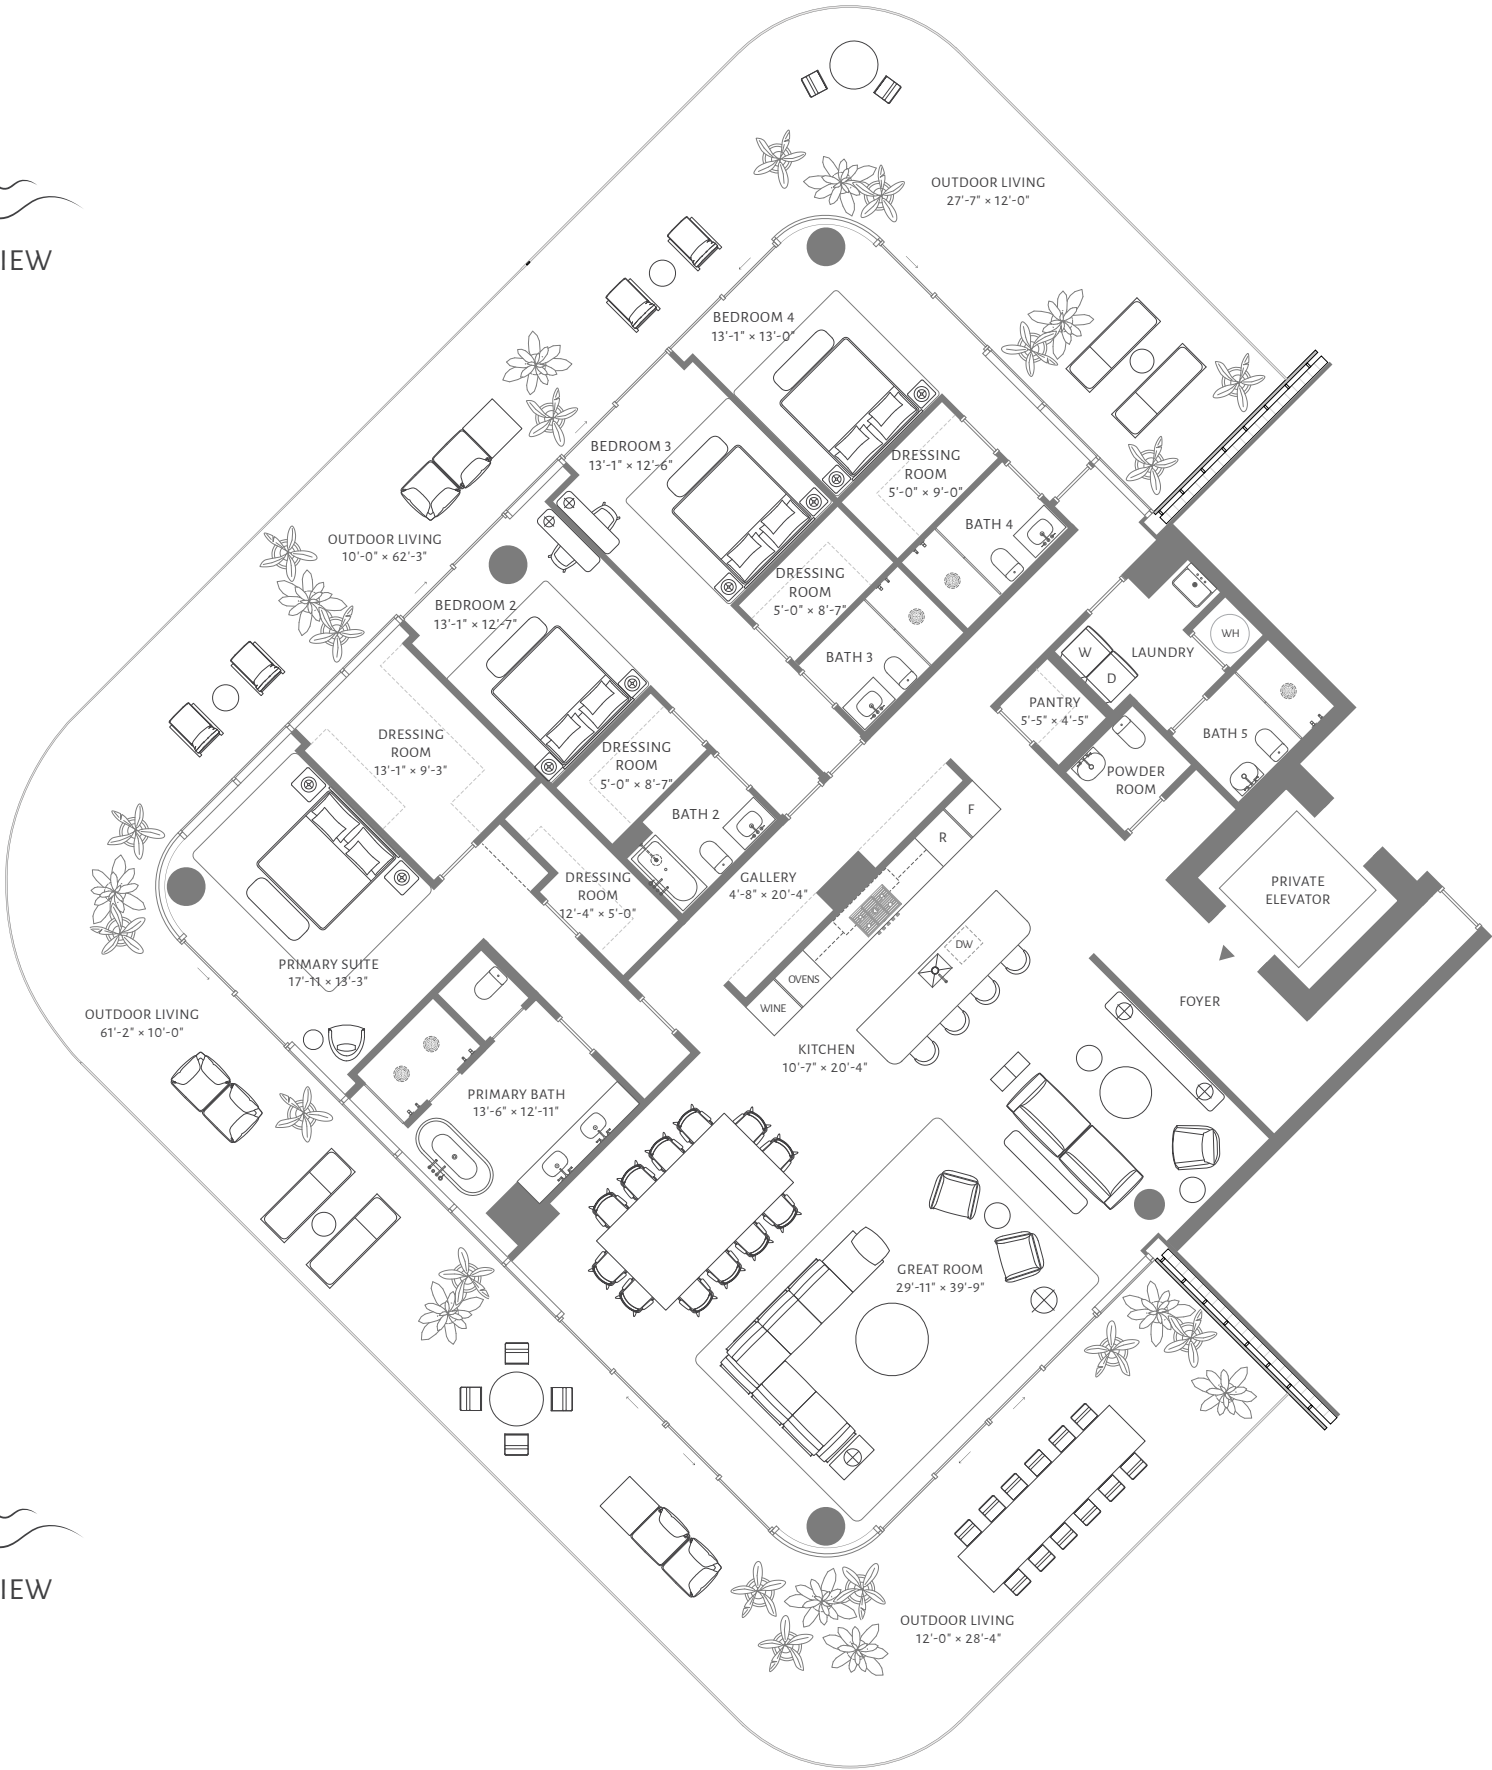 OUTDOOR LIVING
27'-7" × 12'-0"
IEW
BEDROOM 4
13'-1" × 13'-0"
BEDROOM 3
13'-1" × 12'-6"
DRESSING
ROOM
5'-0" × 9'-0"
BATH 4
OUTDOOR LIVING
10'-0" × 62'-3"
DRESSING
ROOM
5'-0" × 8'-7"
BEDROOM 2
13'-1" × 12'-7"
WH
W
LAUNDRY
D
BATH 3
PANTRY
5'-5" × 4'-5"
BATH 5
DRESSING
ROOM
13'-1" × 9'-3"
DRESSING
ROOM
5'-0" × 8'-7"
POWDER
ROOM
BATH 2
F
R
GALLERY
4'-8" × 20'-4"
DRESSING
ROOM
12'-4" × 5'-0"
PRIVATE
ELEVATOR
DW
PRIMARY SUITE
17'-11 × 13'-3"
OVENS
WINE
FOYER
OUTDOOR LIVING
61'-2" × 10'-0"
KITCHEN
10'-7" × 20'-4"
PRIMARY BATH
13'-6" × 12'-11"
GREAT ROOM
29'-11" × 39'-9"
IEW
OUTDOOR LIVING
12'-0" × 28'-4"